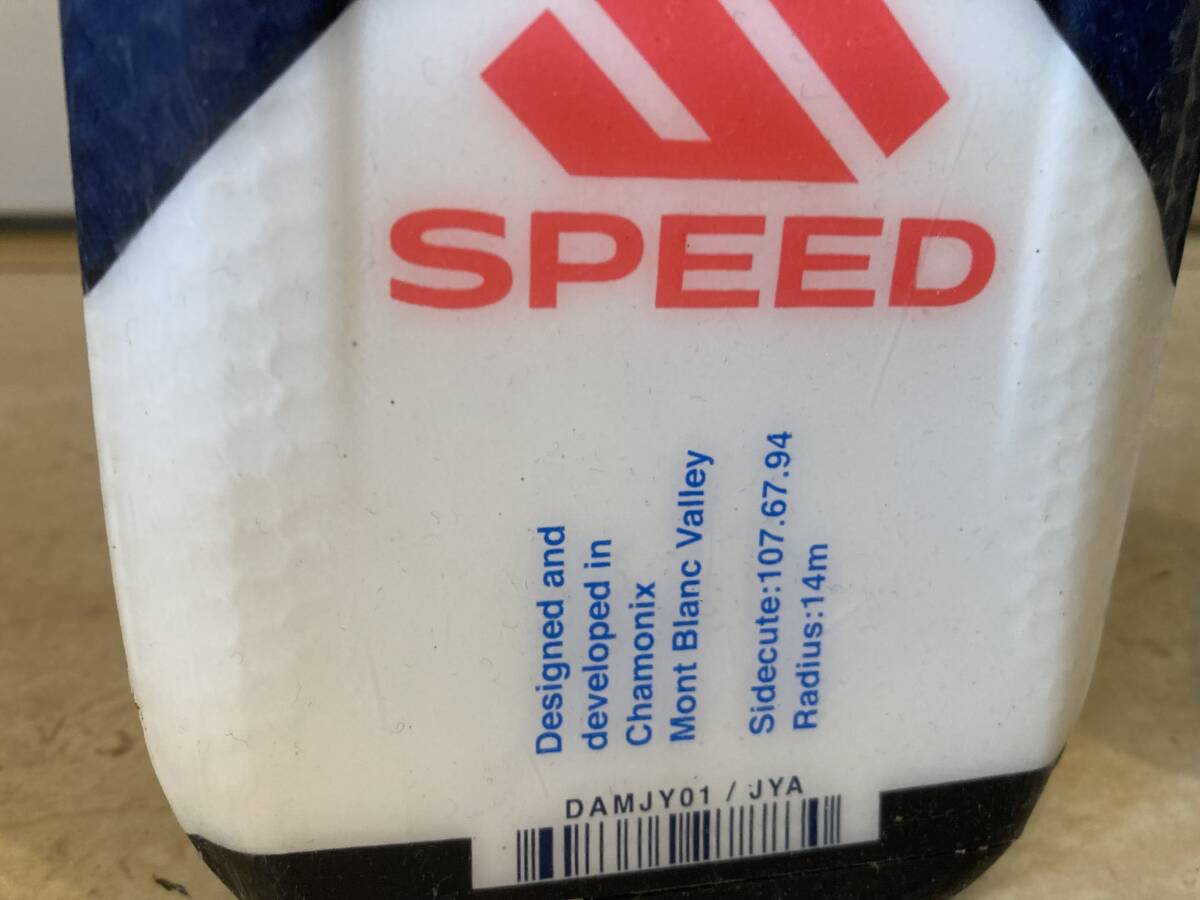 SPEED
Designed and
developed in
Chamonix
Mont Blanc Valley
Sidecute:107.67.94
Radius:14m
DAMJY01 / JYA